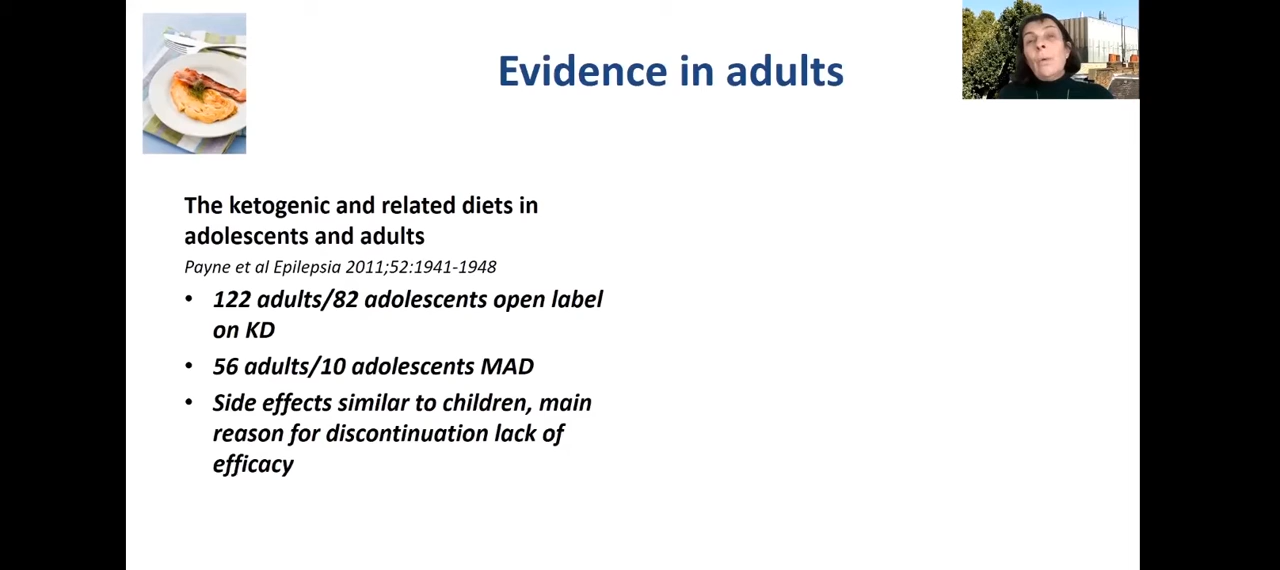 Evidence in adults
The ketogenic and related diets in
adolescents and adults
Payne et al Epilepsia 2011;52:1941-1948
• 122 adults/82 adolescents open label
on KD
• 56 adults/10 adolescents MAD
• Side effects similar to children, main
reason for discontinuation lack of
efficacy